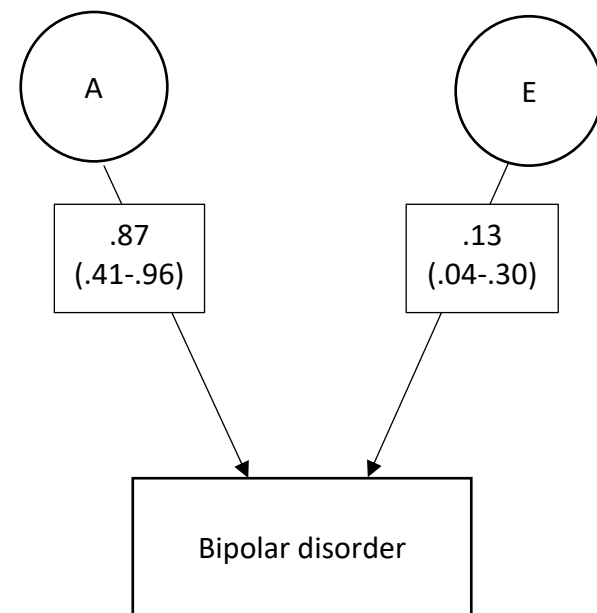 A
E
.87
(.41-.96)
.13
(.04-.30)
Bipolar disorder